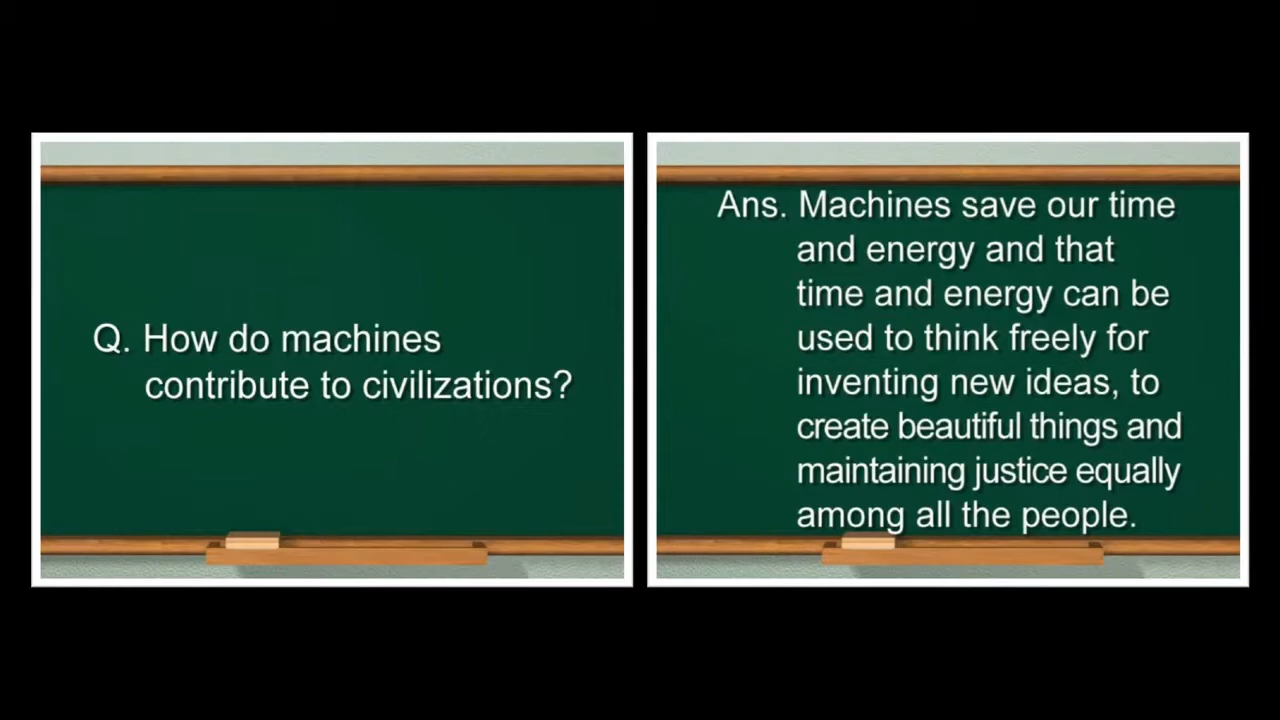 Q. How do machines
contribute to civilizations?
Ans. Machines save our time
and energy and that
time and energy can be
used to think freely for
inventing new ideas, to
create beautiful things and
maintaining justice equally
among all the people.